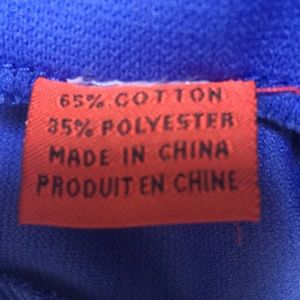 65% COTTON
35% POLYESTER
MADE IN CHINA
PRODUIT EN CHINE